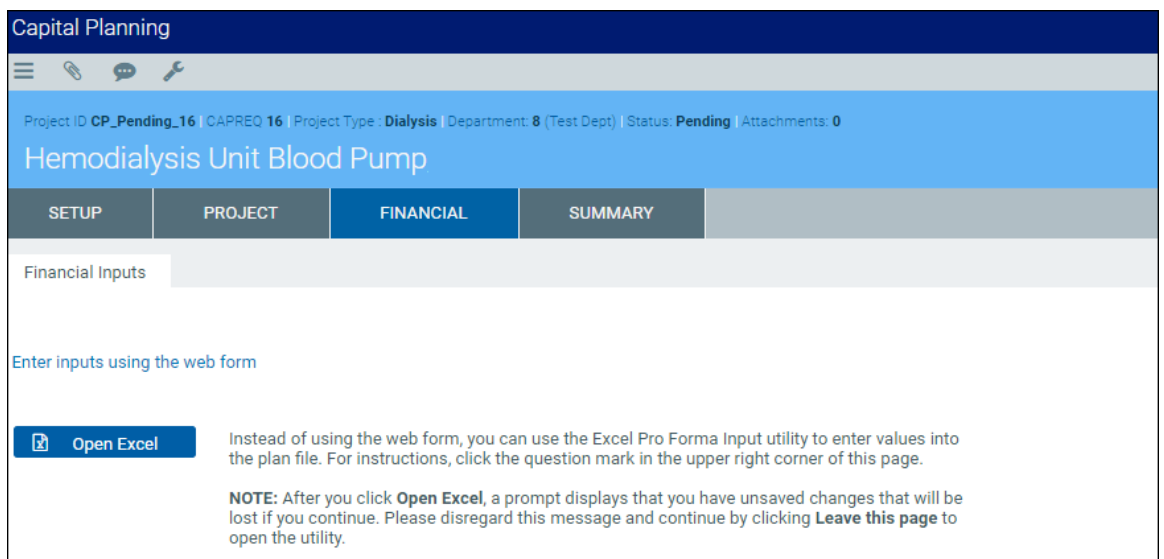 Capital Planning
Project ID CP_Pending_16 | CAPREQ 16 | Project Type : Dialysis | Department: 8 (Test Dept) | Status: Pending | Attachments: 0
Hemodialysis Unit Blood Pump
SETUP PROJECT FINANCIAL SUMMARY
Financial Inputs
Enter inputs using the web form
Open Excel
Instead of using the web form, you can use the Excel Pro Forma Input utility to enter values into
the plan file. For instructions, click the question mark in the upper right corner of this page.
NOTE: After you click Open Excel, a prompt displays that you have unsaved changes that will be
lost if you continue. Please disregard this message and continue by clicking Leave this page to
open the utility.